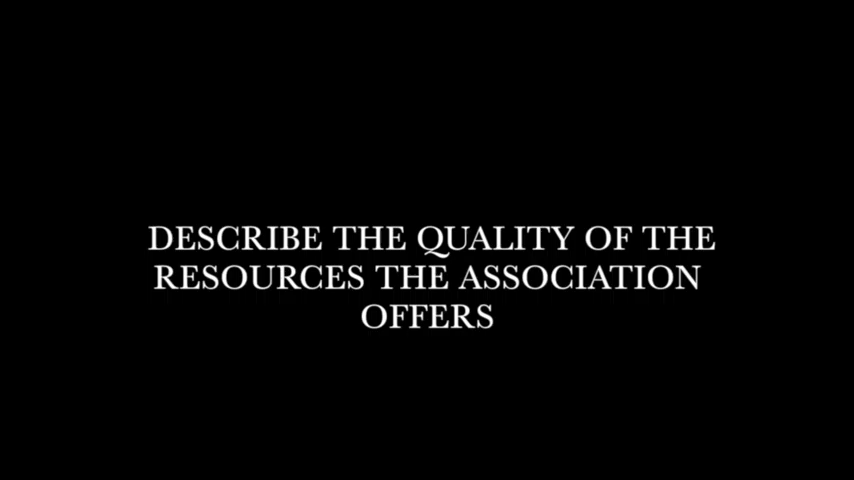 DESCRIBE THE QUALITY OF THE
RESOURCES THE ASSOCIATION
OFFERS